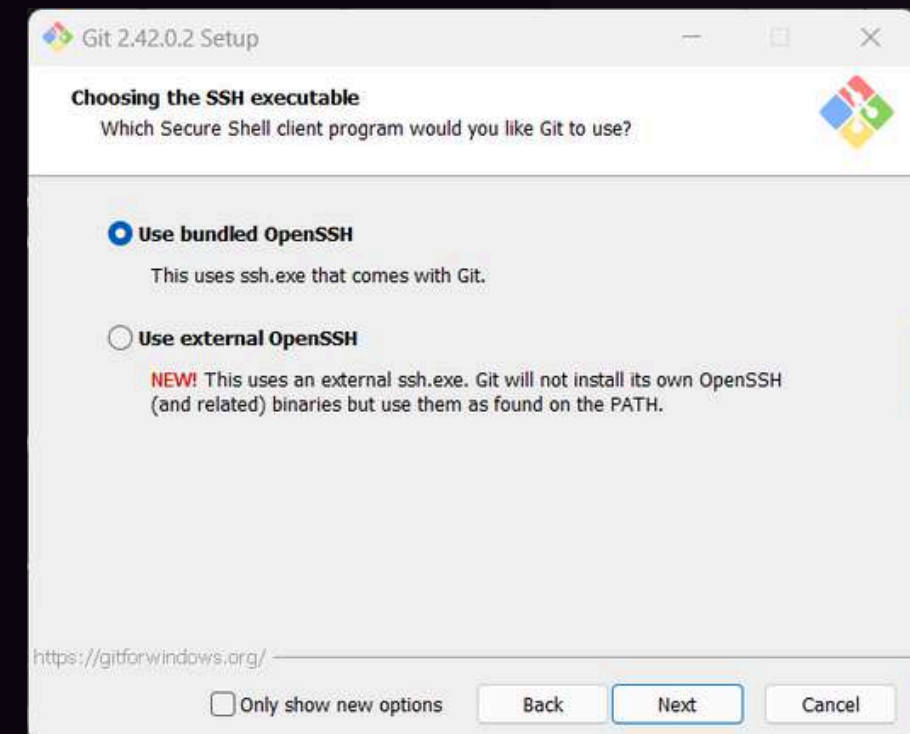 Git 2.42.0.2 Setup
Choosing the SSH executable
Which Secure Shell client program would you like Git to use?
Use bundled OpenSSH
This uses ssh.exe that comes with Git.
Use external OpenSSH
NEW! This uses an external ssh.exe. Git will not install its own OpenSSH
(and related) binaries but use them as found on the PATH.
https://gitforwindows.org/
Only show new options Back Next Cancel